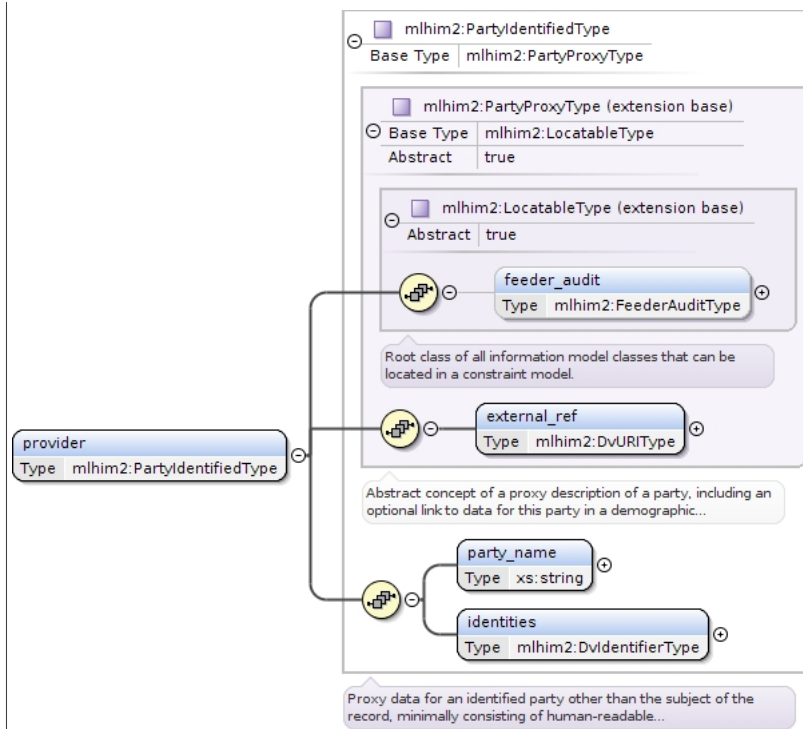 mlhim2:PartyIdentifiedType
Base Type mlhim2:PartyProxyType
mlhim2:PartyProxyType (extension base)
Base Type mlhim2:LocatableType
Abstract true
mlhim2:LocatableType (extension base)
Abstract true
feeder_audit
Type mlhim2:FeederAuditType
Root class of all information model classes that can be
located in a constraint model.
external_ref
Type mlhim2:DvURIType
provider
Type mlhim2:PartyIdentifiedType
Abstract concept of a proxy description of a party, including an
optional link to data for this party in a demographic...
party_name
Type xs:string
identities
Type mlhim2:DvIdentifierType
Proxy data for an identified party other than the subject of the
record, minimally consisting of human-readable...